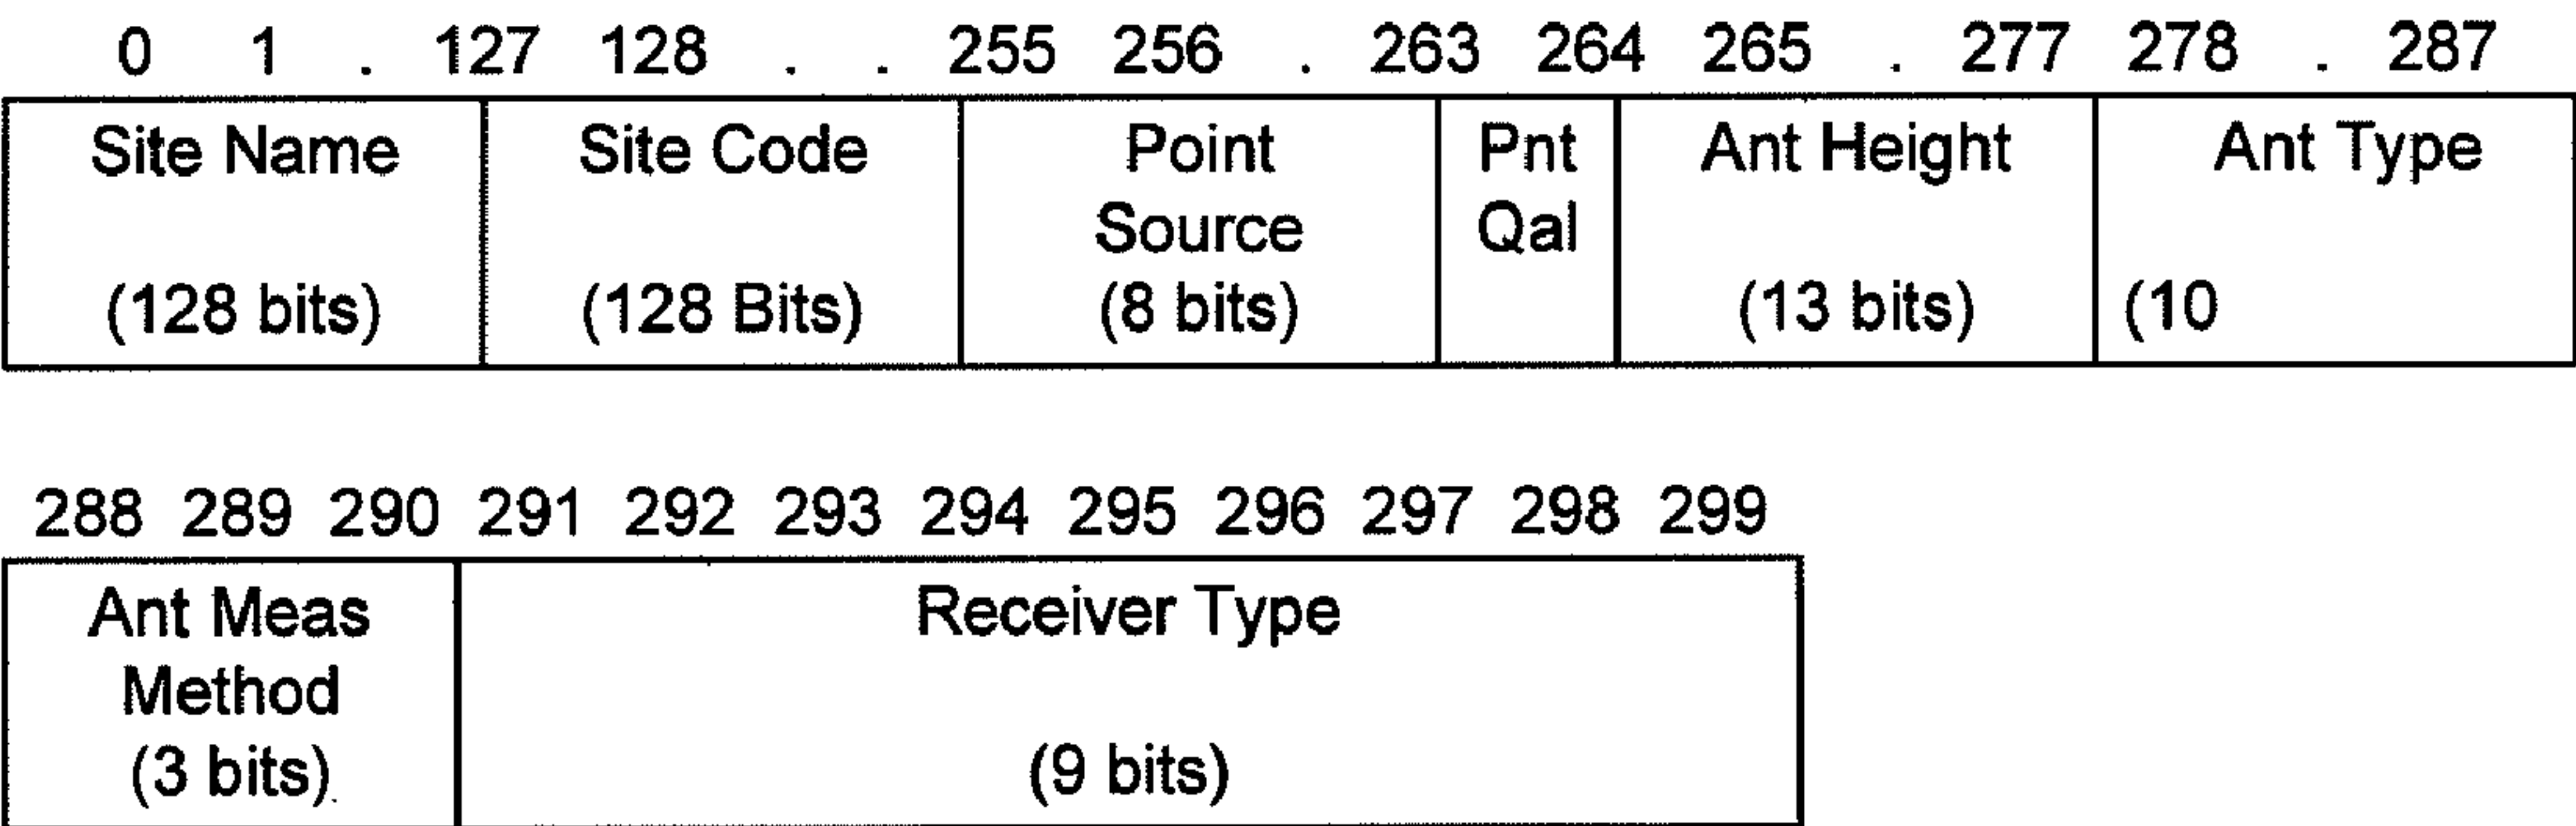 0 1 . 127 128 . . 255 256 . 263 264 265 . 277 278 . 287
Site Name Site Code Point Pnt Ant Height Ant Type
Source Qal
(128 bits) (128 Bits) (8 bits) (13 bits) (10
288 289 290 291 292 293 294 295 296 297 298 299
Ant Meas Receiver Type
Method
(3 bits) (9 bits)